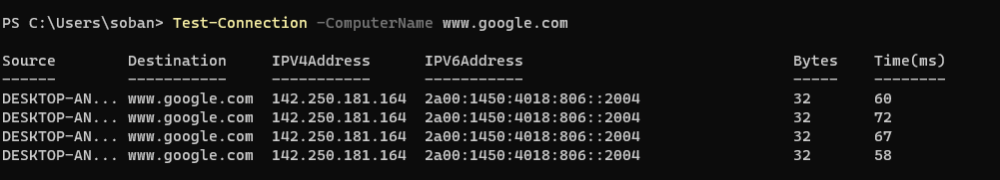 PS C:\Users\soban> Test-Connection -ComputerName www.google.com
Source Destination IPV4Address IPV6Address Bytes Time(ms)
------ ----------- ----------- ----------- ----- --------
DESKTOP-AN... www.google.com 142.250.181.164 2a00:1450:4018:806::2004 32 60
DESKTOP-AN... www.google.com 142.250.181.164 2a00:1450:4018:806::2004 32 72
DESKTOP-AN... www.google.com 142.250.181.164 2a00:1450:4018:806::2004 32 67
DESKTOP-AN... www.google.com 142.250.181.164 2a00:1450:4018:806::2004 32 58